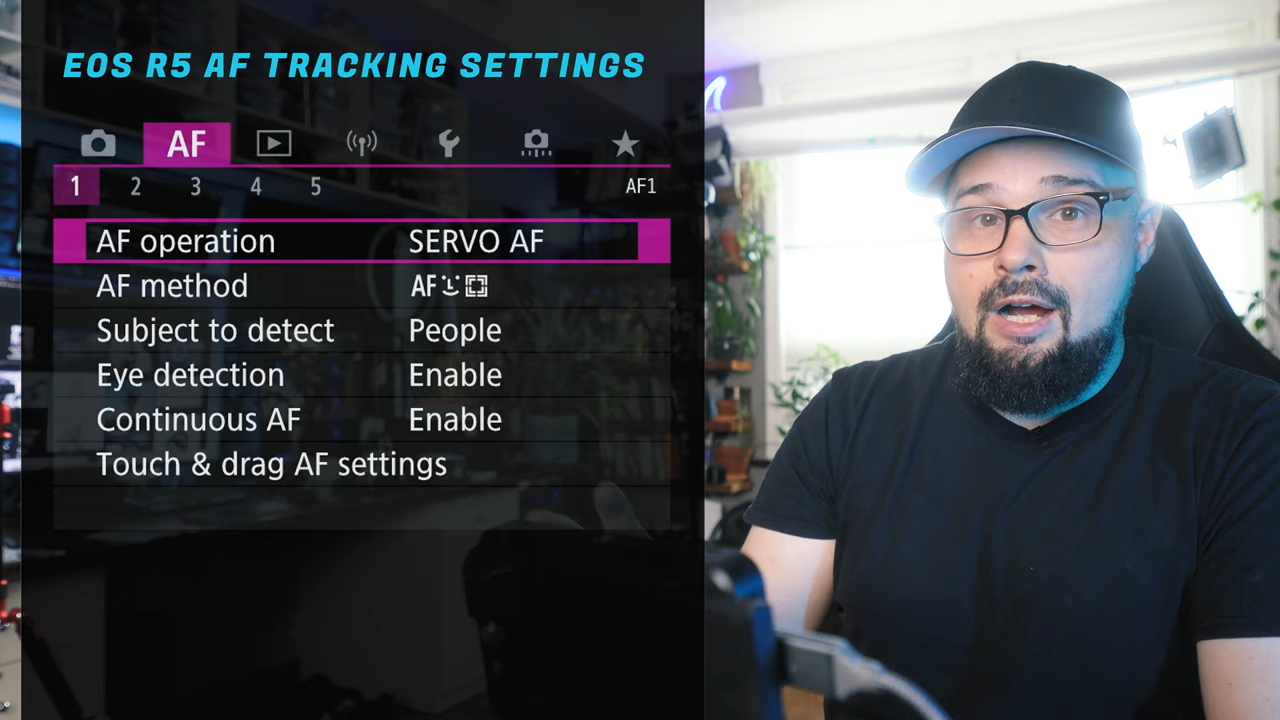 EOS R5 AF TRACKING SETTINGS
AF
1 2 3 4 5 AF1
AF operation SERVO AF
AF method AF
Subject to detect People
Eye detection Enable
Continuous AF Enable
Touch & drag AF settings